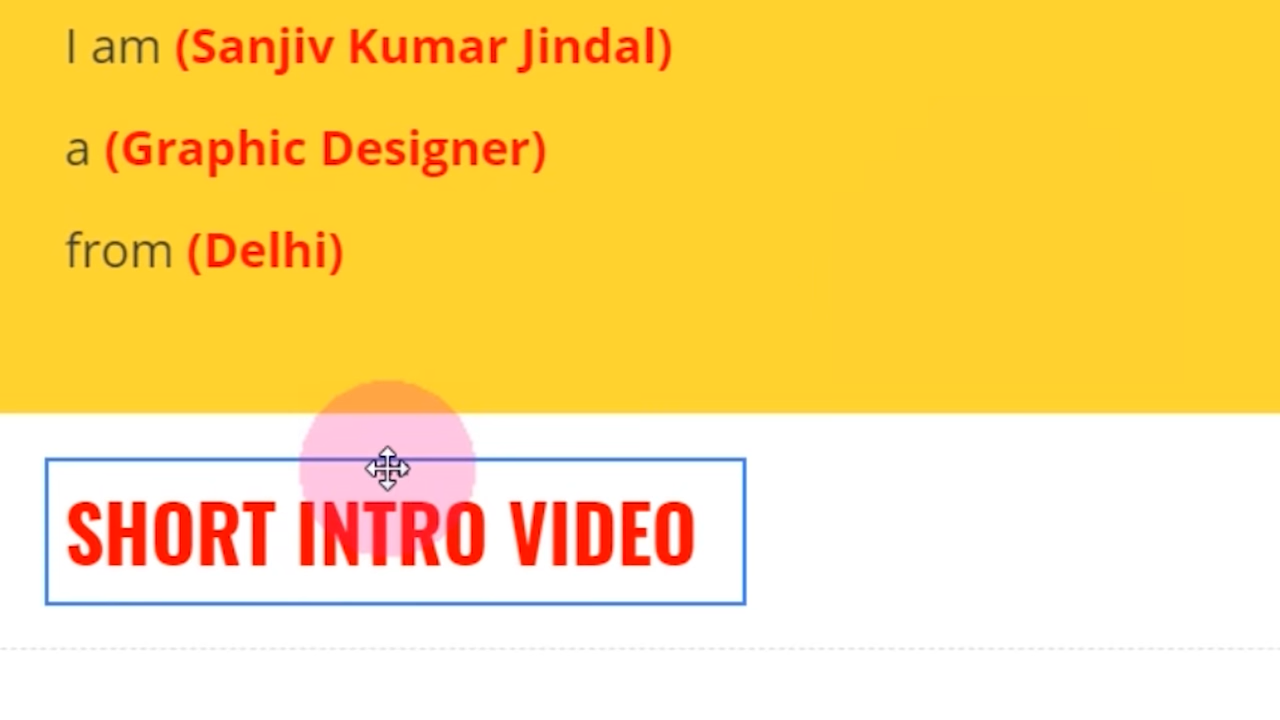 I am (Sanjiv Kumar Jindal)
a (Graphic Designer)
from (Delhi)
SHORT INTRO VIDEO